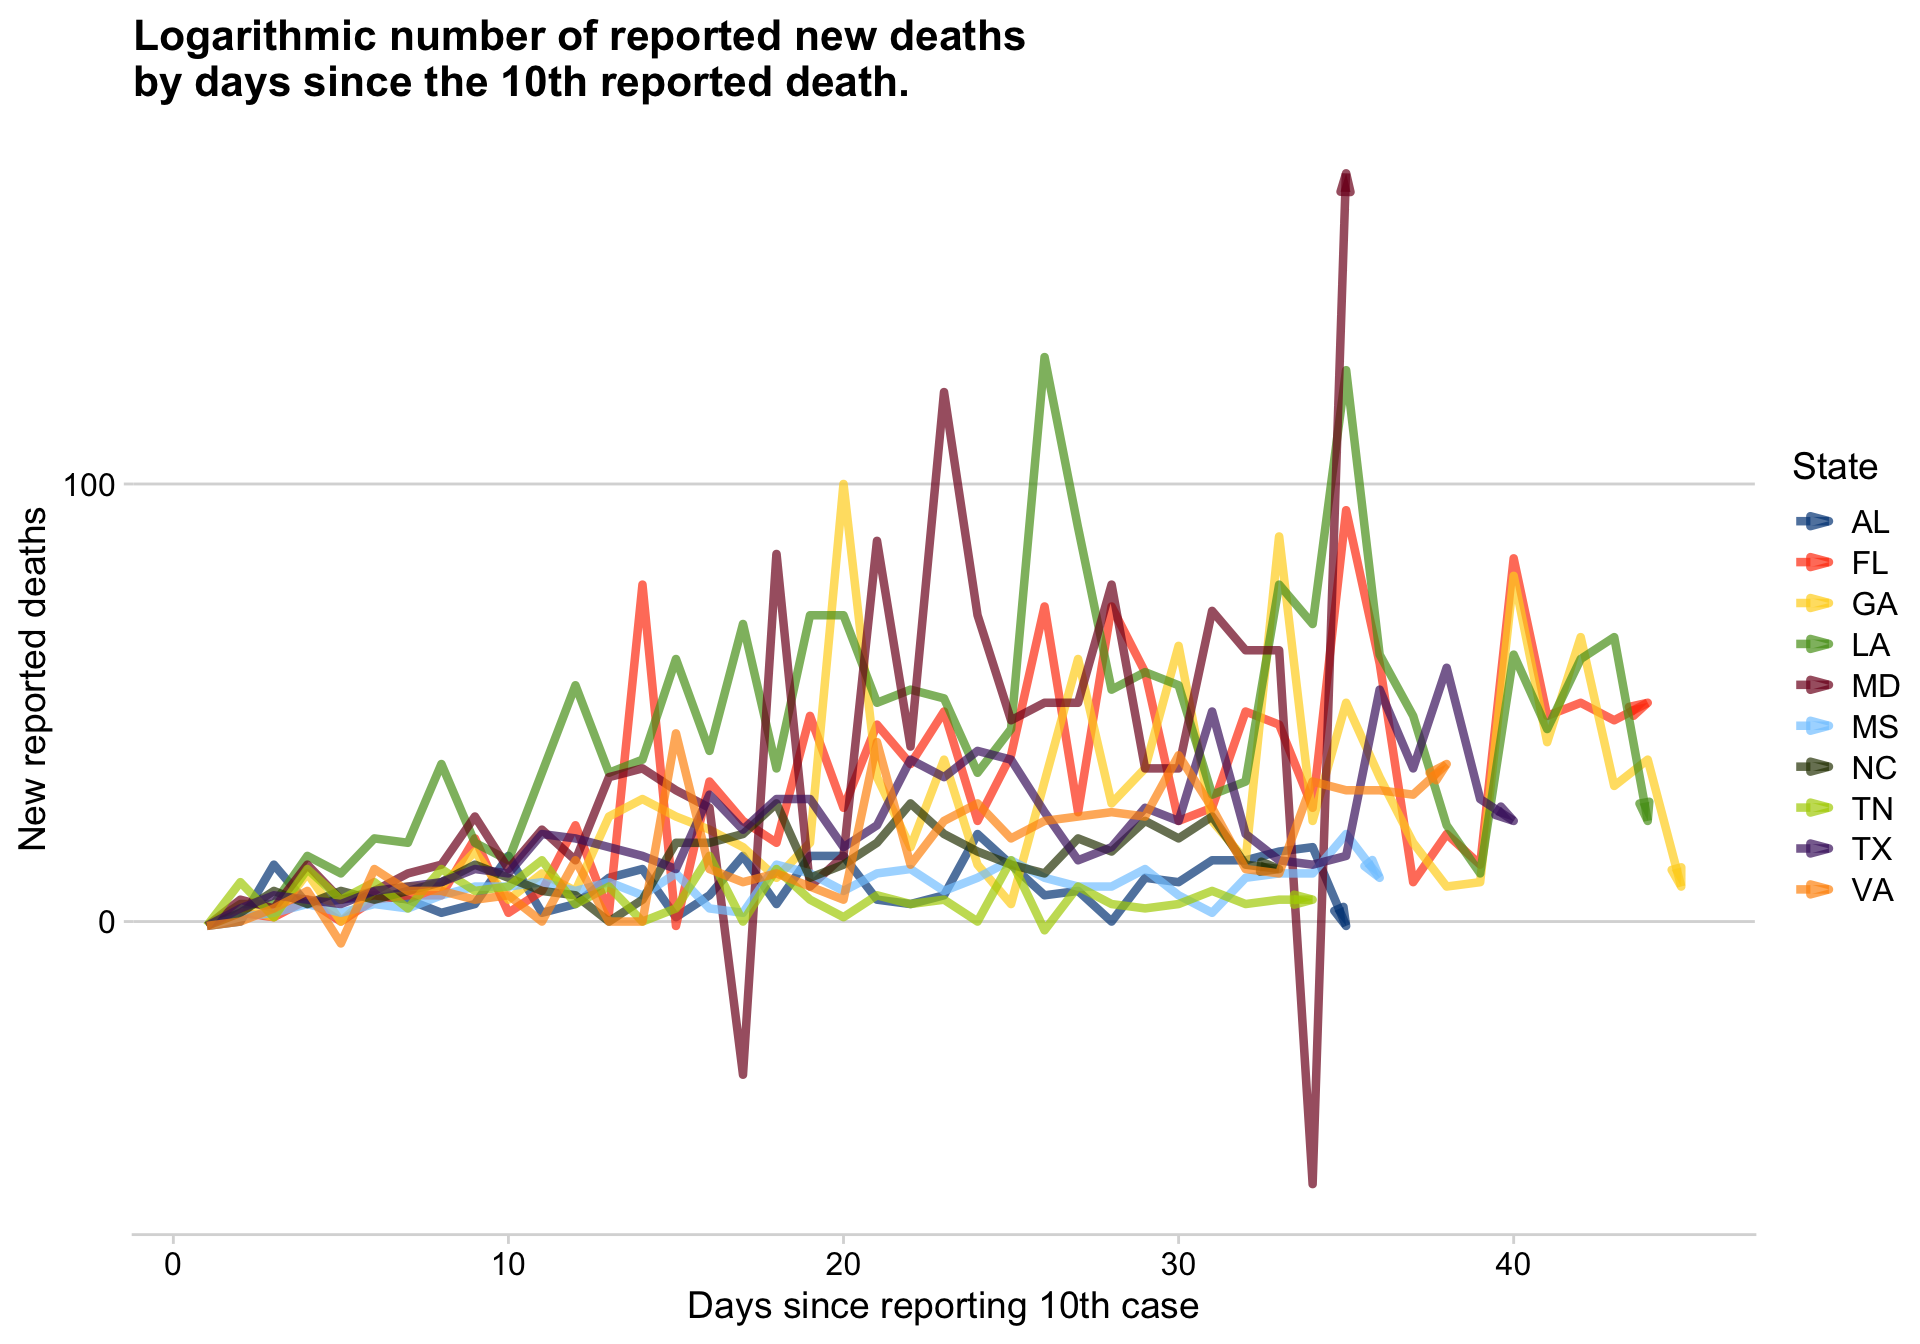 Logarithmic number of reported new deaths
by days since the 10th reported death.
New reported deaths
100
0
0
10
20
30
40
Days since reporting 10th case
State
AL
FL
GA
LA
MD
MS
NC
TN
TX
VA